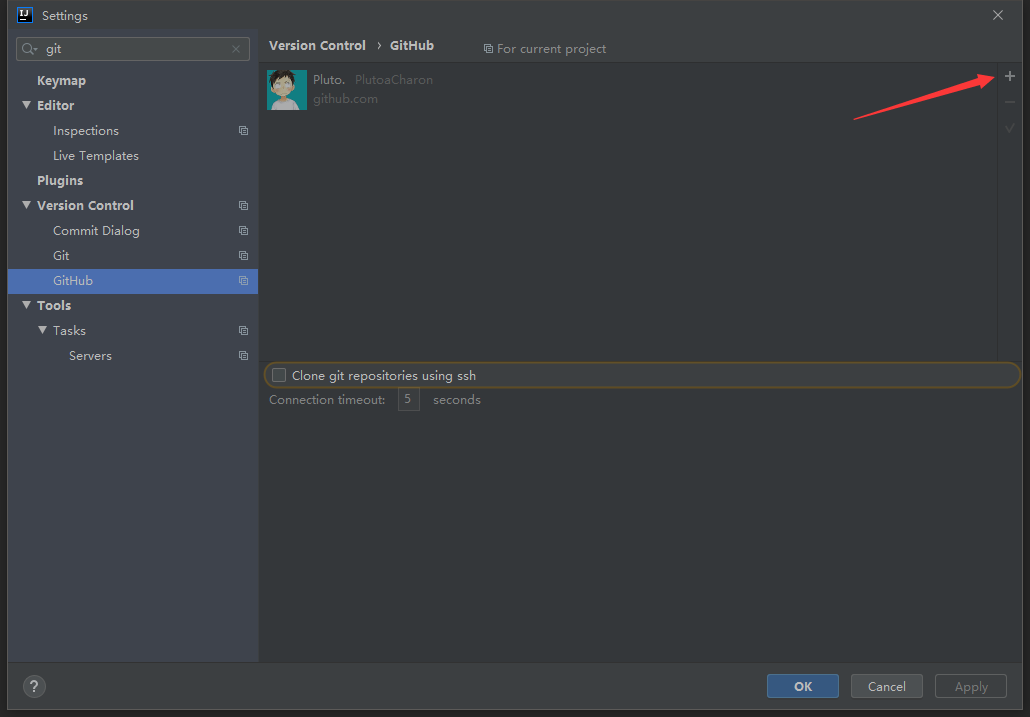 IJ Settings
git
Keymap
Editor
Inspections
Live Templates
Plugins
Version Control
Commit Dialog
Git
GitHub
Tools
Tasks
Servers
Version Control › GitHub For current project
Pluto. PlutoaCharon
github.com
Clone git repositories using ssh
Connection timeout: 5 seconds
? OK Cancel Apply